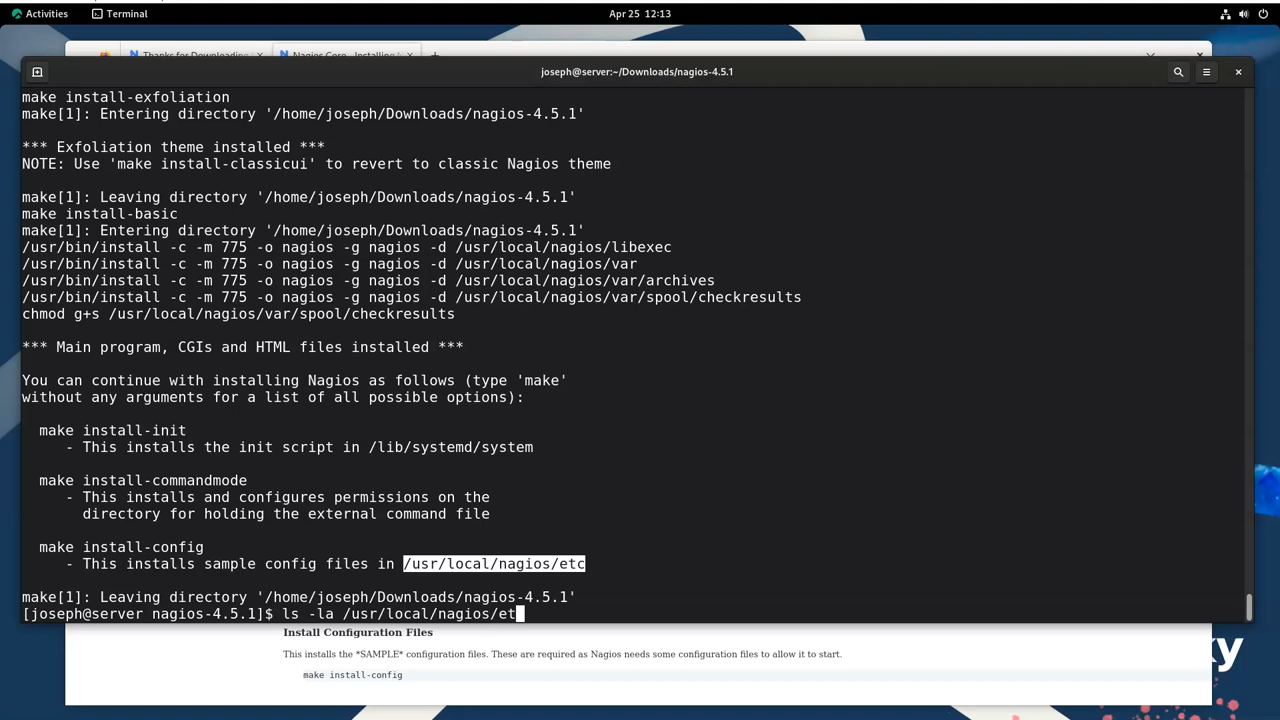 Activities Terminal Apr 25 12:13
Thanks for Downloading × Nagios Core - Installing × +
joseph@server:~/Downloads/nagios-4.5.1
make install-exfoliation
make[1]: Entering directory '/home/joseph/Downloads/nagios-4.5.1'
*** Exfoliation theme installed ***
NOTE: Use 'make install-classicui' to revert to classic Nagios theme
make[1]: Leaving directory '/home/joseph/Downloads/nagios-4.5.1'
make install-basic
make[1]: Entering directory '/home/joseph/Downloads/nagios-4.5.1'
/usr/bin/install -c -m 775 -o nagios -g nagios -d /usr/local/nagios/libexec
/usr/bin/install -c -m 775 -o nagios -g nagios -d /usr/local/nagios/var
/usr/bin/install -c -m 775 -o nagios -g nagios -d /usr/local/nagios/var/archives
/usr/bin/install -c -m 775 -o nagios -g nagios -d /usr/local/nagios/var/spool/checkresults
chmod g+s /usr/local/nagios/var/spool/checkresults
*** Main program, CGIs and HTML files installed ***
You can continue with installing Nagios as follows (type 'make'
without any arguments for a list of all possible options):
make install-init
- This installs the init script in /lib/systemd/system
make install-commandmode
- This installs and configures permissions on the
directory for holding the external command file
make install-config
- This installs sample config files in /usr/local/nagios/etc
make[1]: Leaving directory '/home/joseph/Downloads/nagios-4.5.1'
[joseph@server nagios-4.5.1]$ ls -la /usr/local/nagios/et
Install Configuration Files
This installs the *SAMPLE* configuration files. These are required as Nagios needs some configuration files to allow it to start.
make install-config
ky